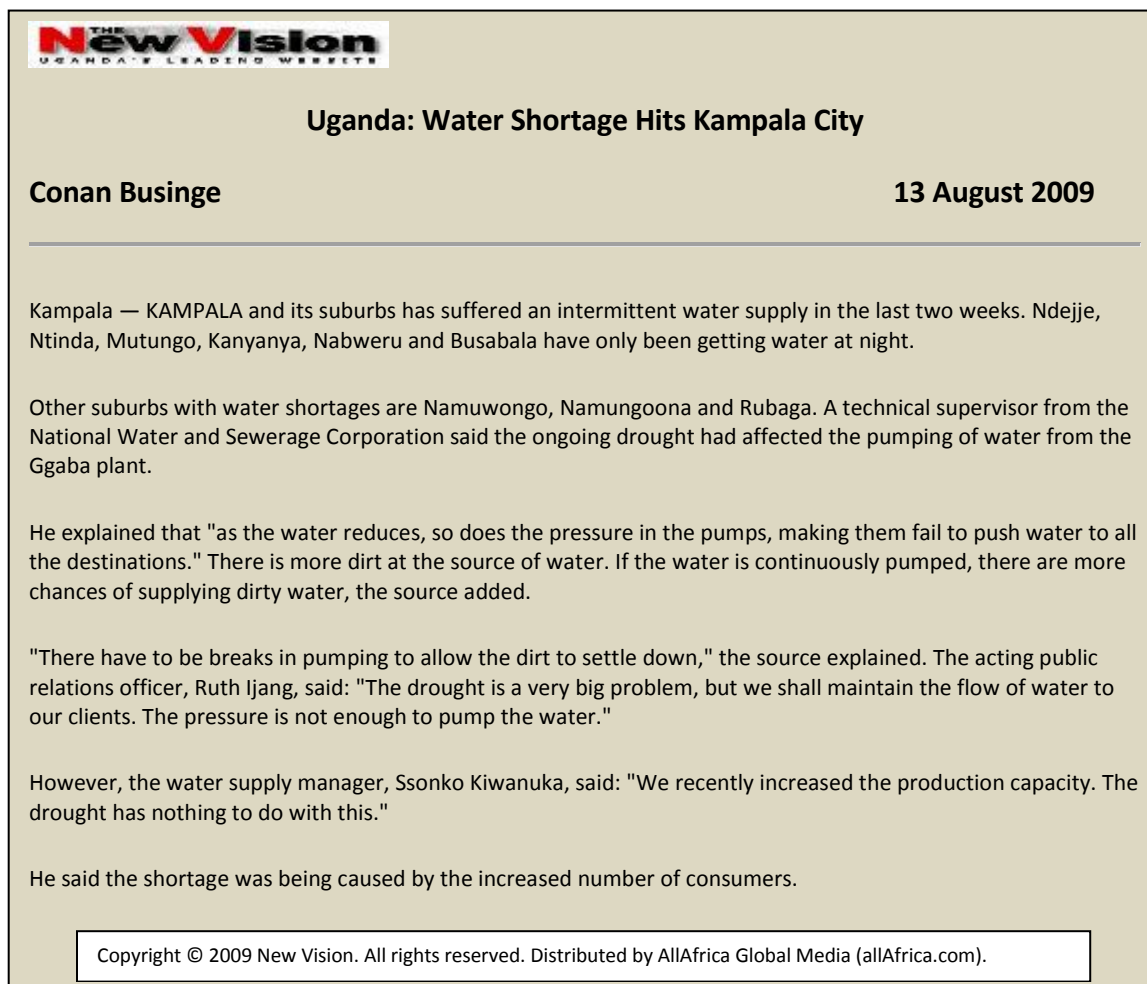 THE
New Vision
UGANDA'S LEADING WEBSITE
Uganda: Water Shortage Hits Kampala City
Conan Businge 13 August 2009
Kampala — KAMPALA and its suburbs has suffered an intermittent water supply in the last two weeks. Ndejje,
Ntinda, Mutungo, Kanyanya, Nabweru and Busabala have only been getting water at night.
Other suburbs with water shortages are Namuwongo, Namungoona and Rubaga. A technical supervisor from the
National Water and Sewerage Corporation said the ongoing drought had affected the pumping of water from the
Ggaba plant.
He explained that "as the water reduces, so does the pressure in the pumps, making them fail to push water to all
the destinations." There is more dirt at the source of water. If the water is continuously pumped, there are more
chances of supplying dirty water, the source added.
"There have to be breaks in pumping to allow the dirt to settle down," the source explained. The acting public
relations officer, Ruth Ijang, said: "The drought is a very big problem, but we shall maintain the flow of water to
our clients. The pressure is not enough to pump the water."
However, the water supply manager, Ssonko Kiwanuka, said: "We recently increased the production capacity. The
drought has nothing to do with this."
He said the shortage was being caused by the increased number of consumers.
Copyright © 2009 New Vision. All rights reserved. Distributed by AllAfrica Global Media (allAfrica.com).